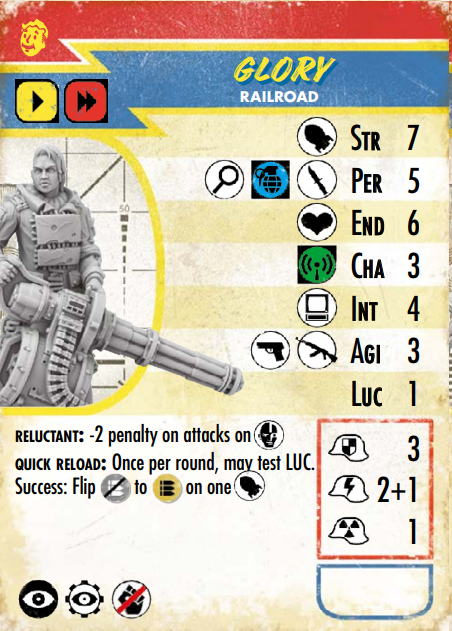 GLORY
RAILROAD
STR 7
PER 5
END 6
CHA 3
INT 4
AGI 3
LUC 1
50
RELUCTANT: -2 penalty on attacks on
QUICK RELOAD: Once per round, may test LUC.
Success: Flip to on one
3
2+1
1